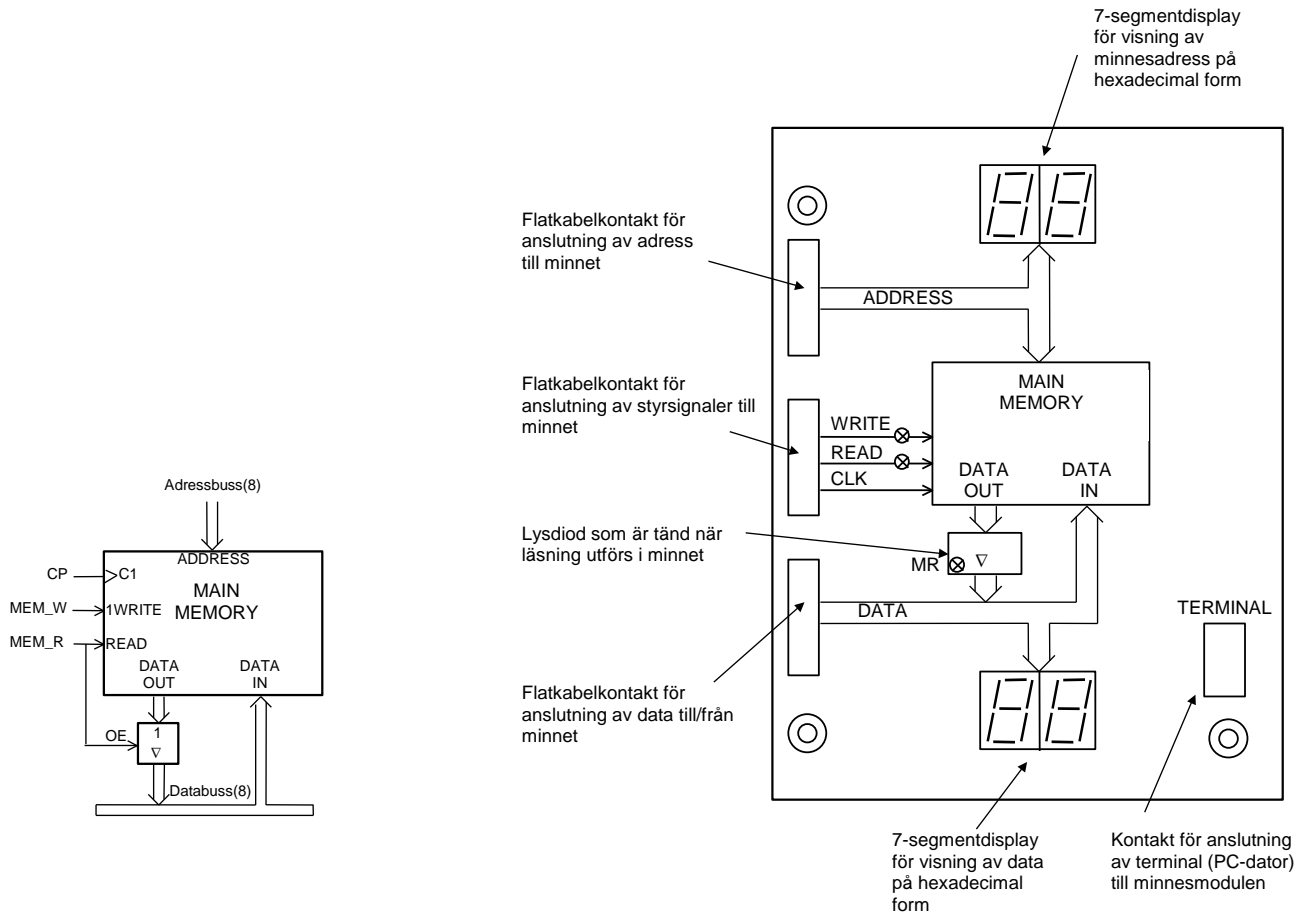 7-segmentdisplay
för visning av
minnesadress på
hexadecimal form
Flatkabelkontakt för
anslutning av adress
till minnet
ADDRESS
Flatkabelkontakt för
anslutning av styrsignaler till
minnet
MAIN
MEMORY
WRITE
READ
CLK
DATA
OUT
DATA
IN
Lysdiod som är tänd när
läsning utförs i minnet
MR
∇
DATA
TERMINAL
Flatkabelkontakt för
anslutning av data till/från
minnet
7-segmentdisplay
för visning av data
på hexadecimal
form
Kontakt för anslutning
av terminal (PC-dator)
till minnesmodulen
Adressbuss(8)
ADDRESS
CP
C1
MAIN
MEMORY
MEM_W
1WRITE
MEM_R
READ
DATA
OUT
DATA
IN
OE
1
∇
Databuss(8)